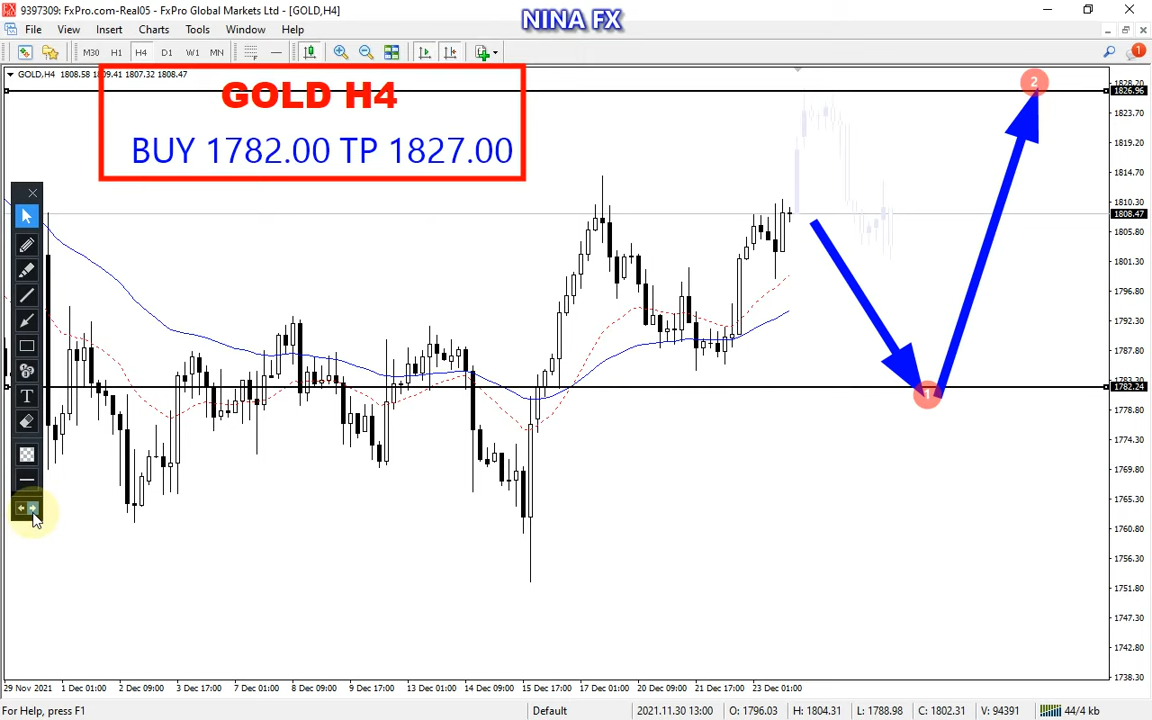 9397309: FxPro.com-Real05 - FxPro Global Markets Ltd - [GOLD,H4]
NINA FX
File View Insert Charts Tools Window Help
1
M30 H1 H4 D1 W1 MN
GOLD,H4 1808.58 1809.41 1807.32 1808.47
GOLD H4
BUY 1782.00 TP 1827.00
2
1
T
1828.20
1826.96
1823.70
1819.20
1814.70
1810.30
1808.47
1805.80
1801.30
1796.80
1792.30
1787.80
1783.30
1782.24
1778.80
1774.30
1769.80
1765.30
1760.80
1756.30
1751.80
1747.30
1742.80
1738.30
29 Nov 2021 1 Dec 01:00 2 Dec 09:00 3 Dec 17:00 7 Dec 01:00 8 Dec 09:00 9 Dec 17:00 13 Dec 01:00 14 Dec 09:00 15 Dec 17:00 17 Dec 01:00 20 Dec 09:00 21 Dec 17:00 23 Dec 01:00
For Help, press F1 Default 2021.11.30 13:00 O: 1796.03 H: 1804.31 L: 1788.98 C: 1802.31 V: 94391 44/4 kb